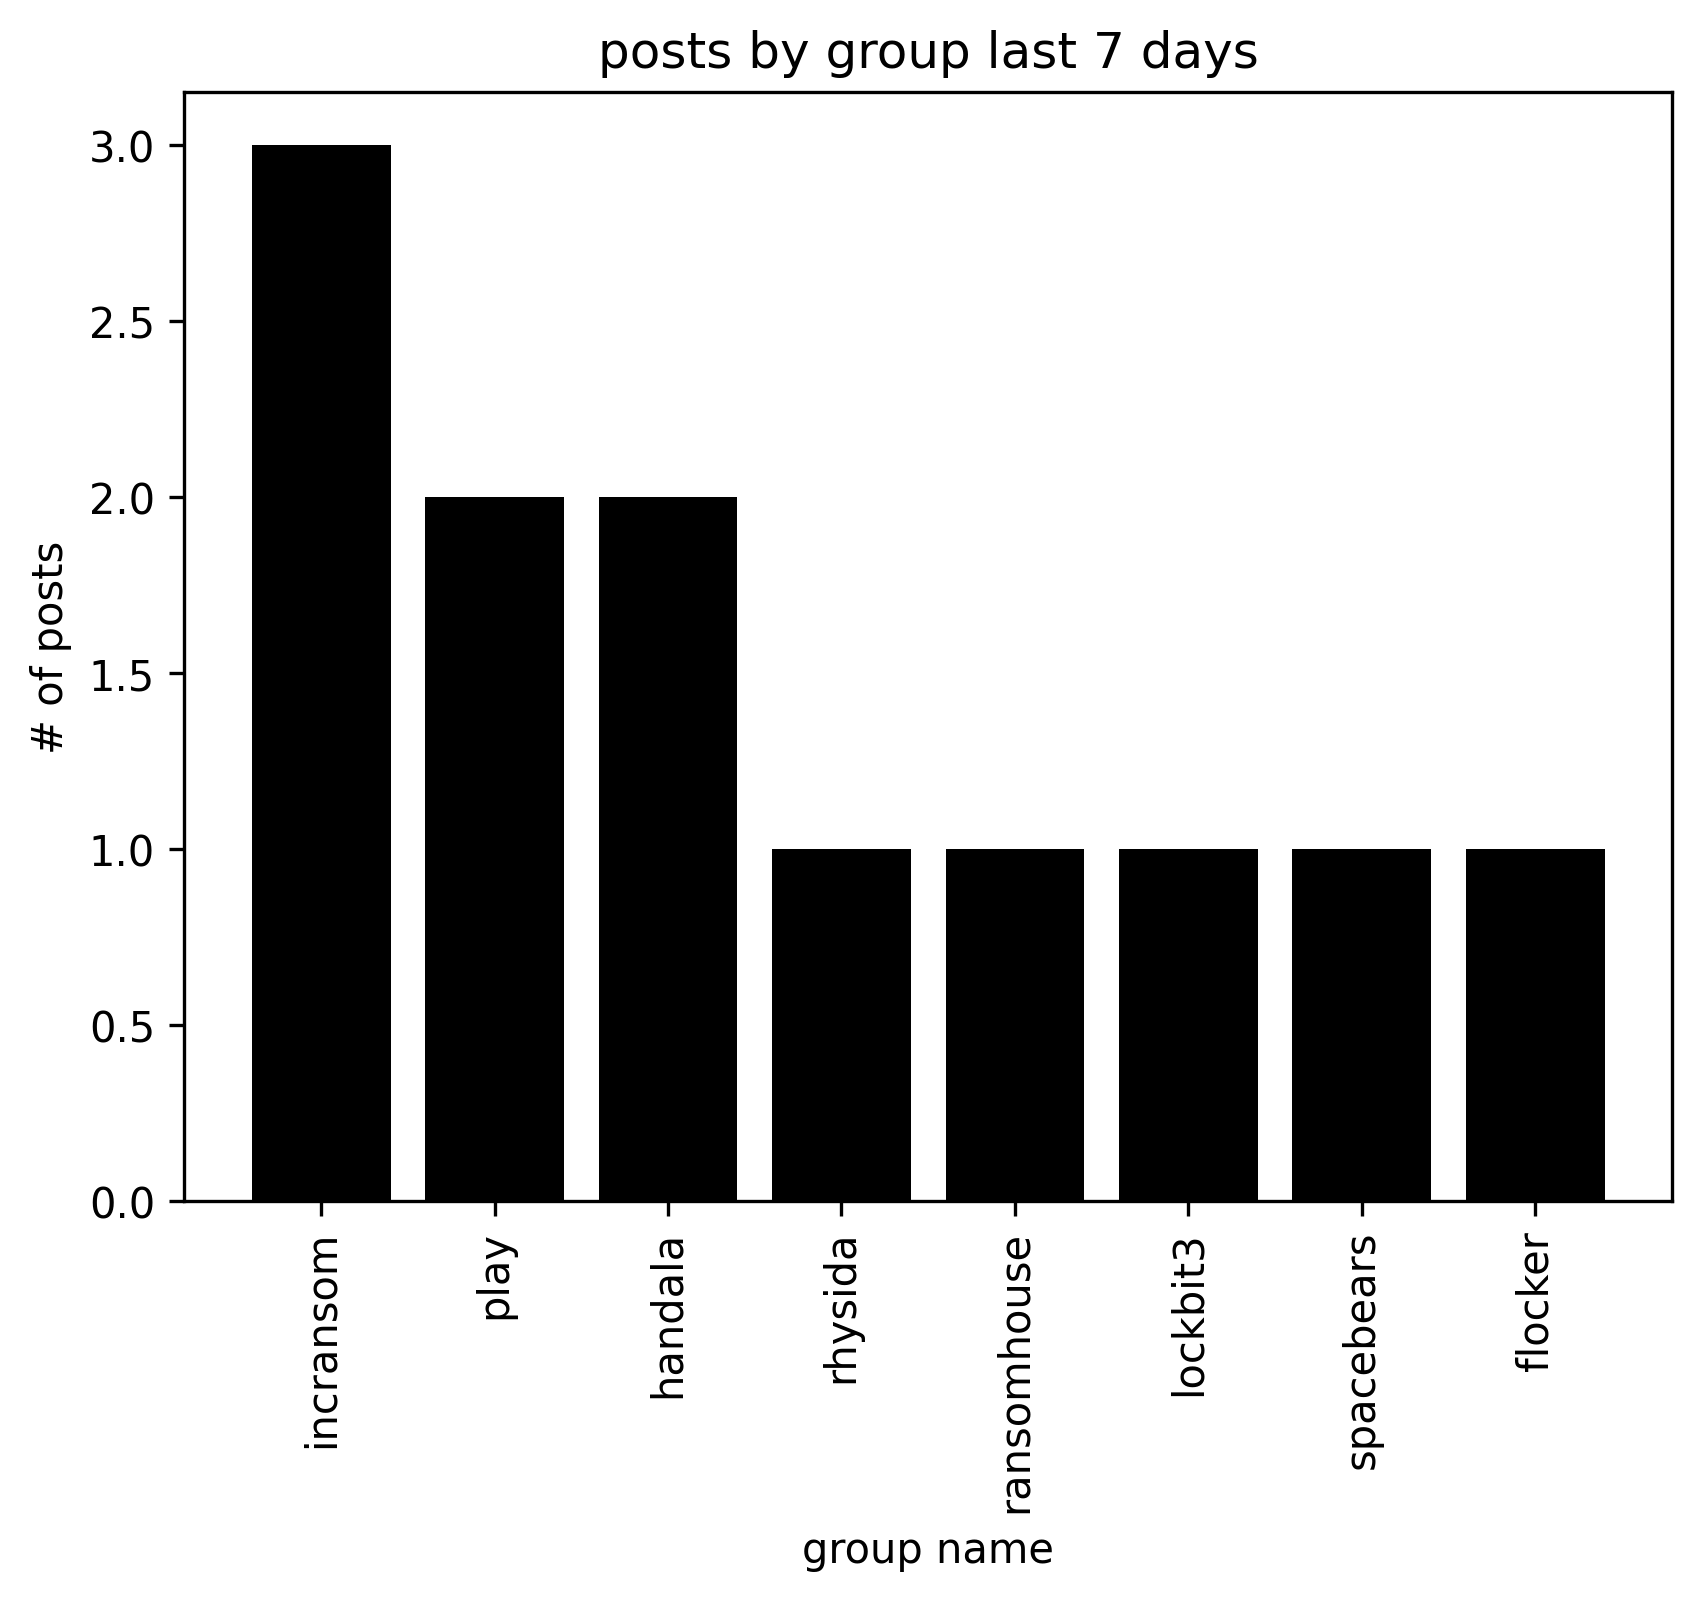 posts by group last 7 days
# of posts
3.0
2.5
2.0
1.5
1.0
0.5
0.0
incransom
play
handala
rhysida
ransomhouse
lockbit3
spacebears
flocker
group name